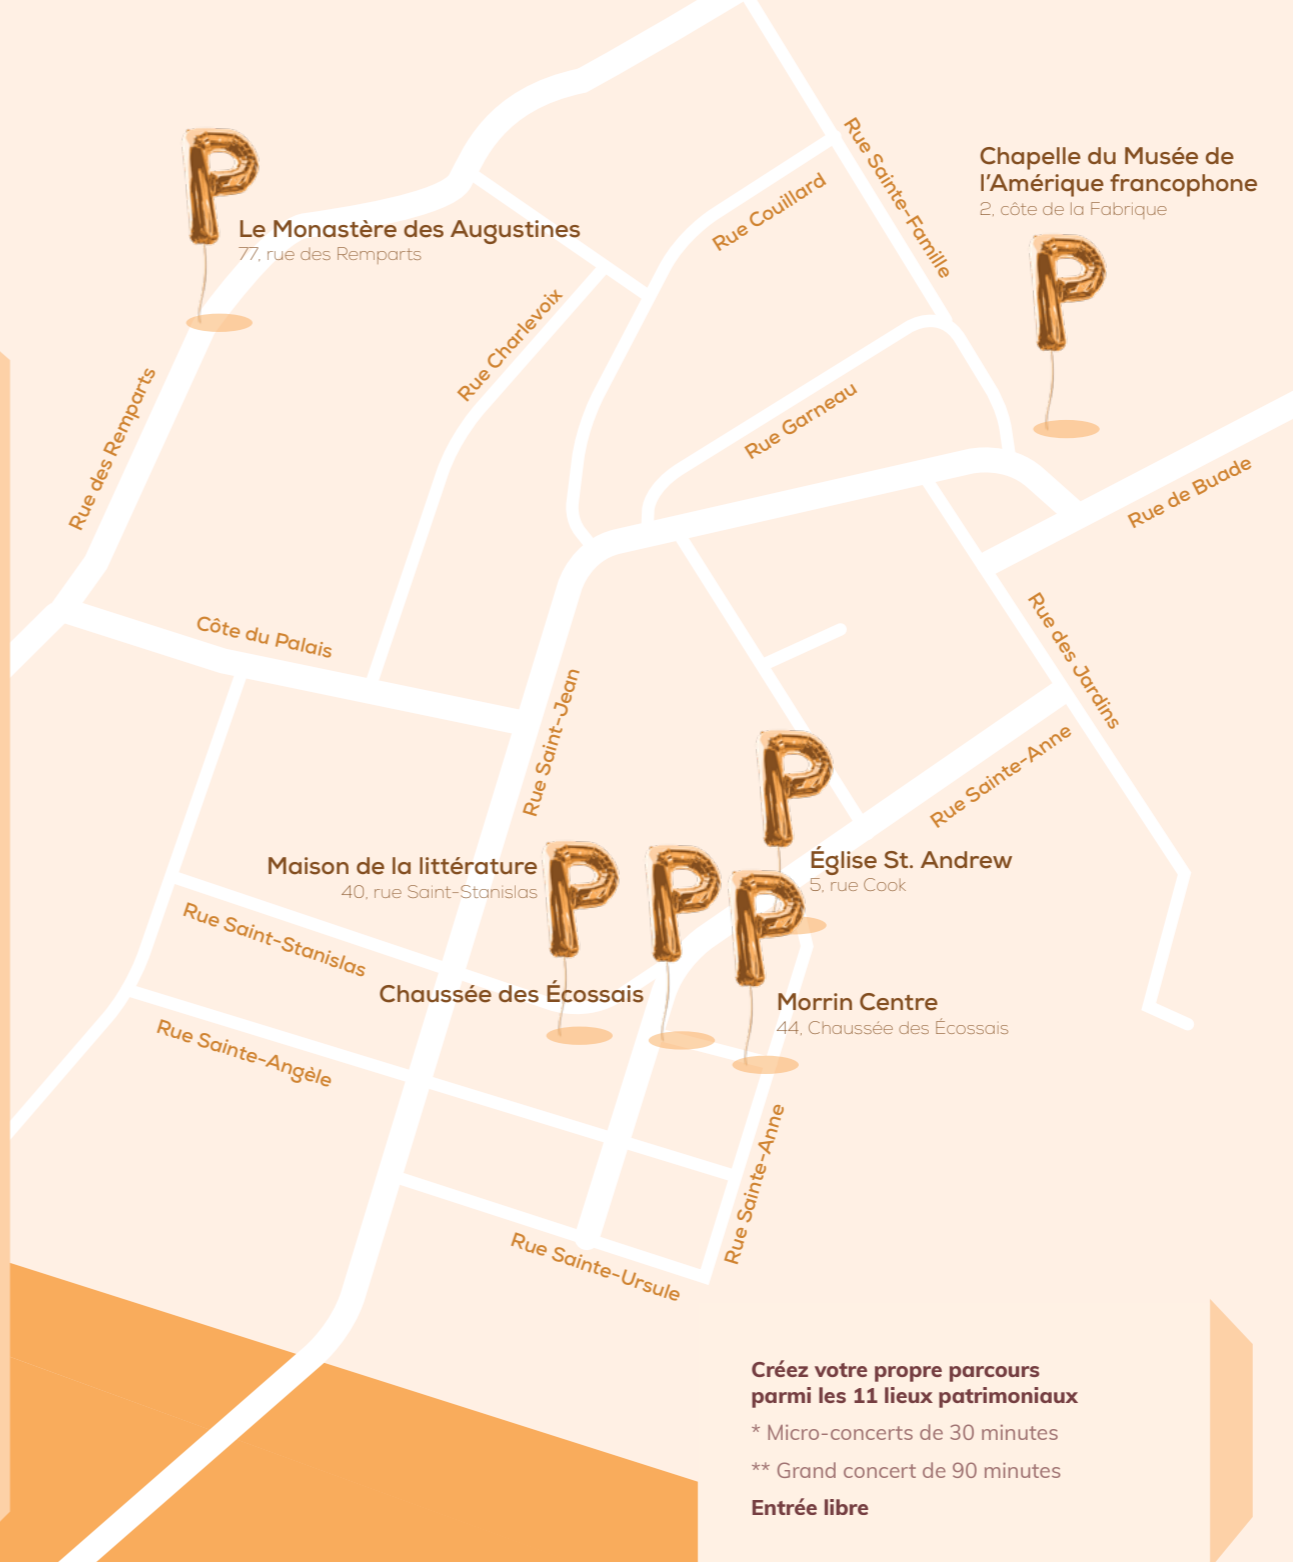 P
Le Monastère des Augustines
77, rue des Remparts
Rue Sainte-Famille
Chapelle du Musée de
l'Amérique francophone
2, côte de la Fabrique
P
Rue Couillard
Rue Charlevoix
Rue des Remparts
Rue Garneau
Rue de Buade
Côte du Palais
Rue des Jardins
Rue Saint-Jean
Rue Sainte-Anne
P
Église St. Andrew
5, rue Cook
Maison de la littérature
40, rue Saint-Stanislas
P
P
P
Rue Saint-Stanislas
Chaussée des Écossais
Morrin Centre
44, Chaussée des Écossais
Rue Sainte-Angèle
Rue Sainte-Anne
Rue Sainte-Ursule
Créez votre propre parcours
parmi les 11 lieux patrimoniaux
* Micro-concerts de 30 minutes
** Grand concert de 90 minutes
Entrée libre